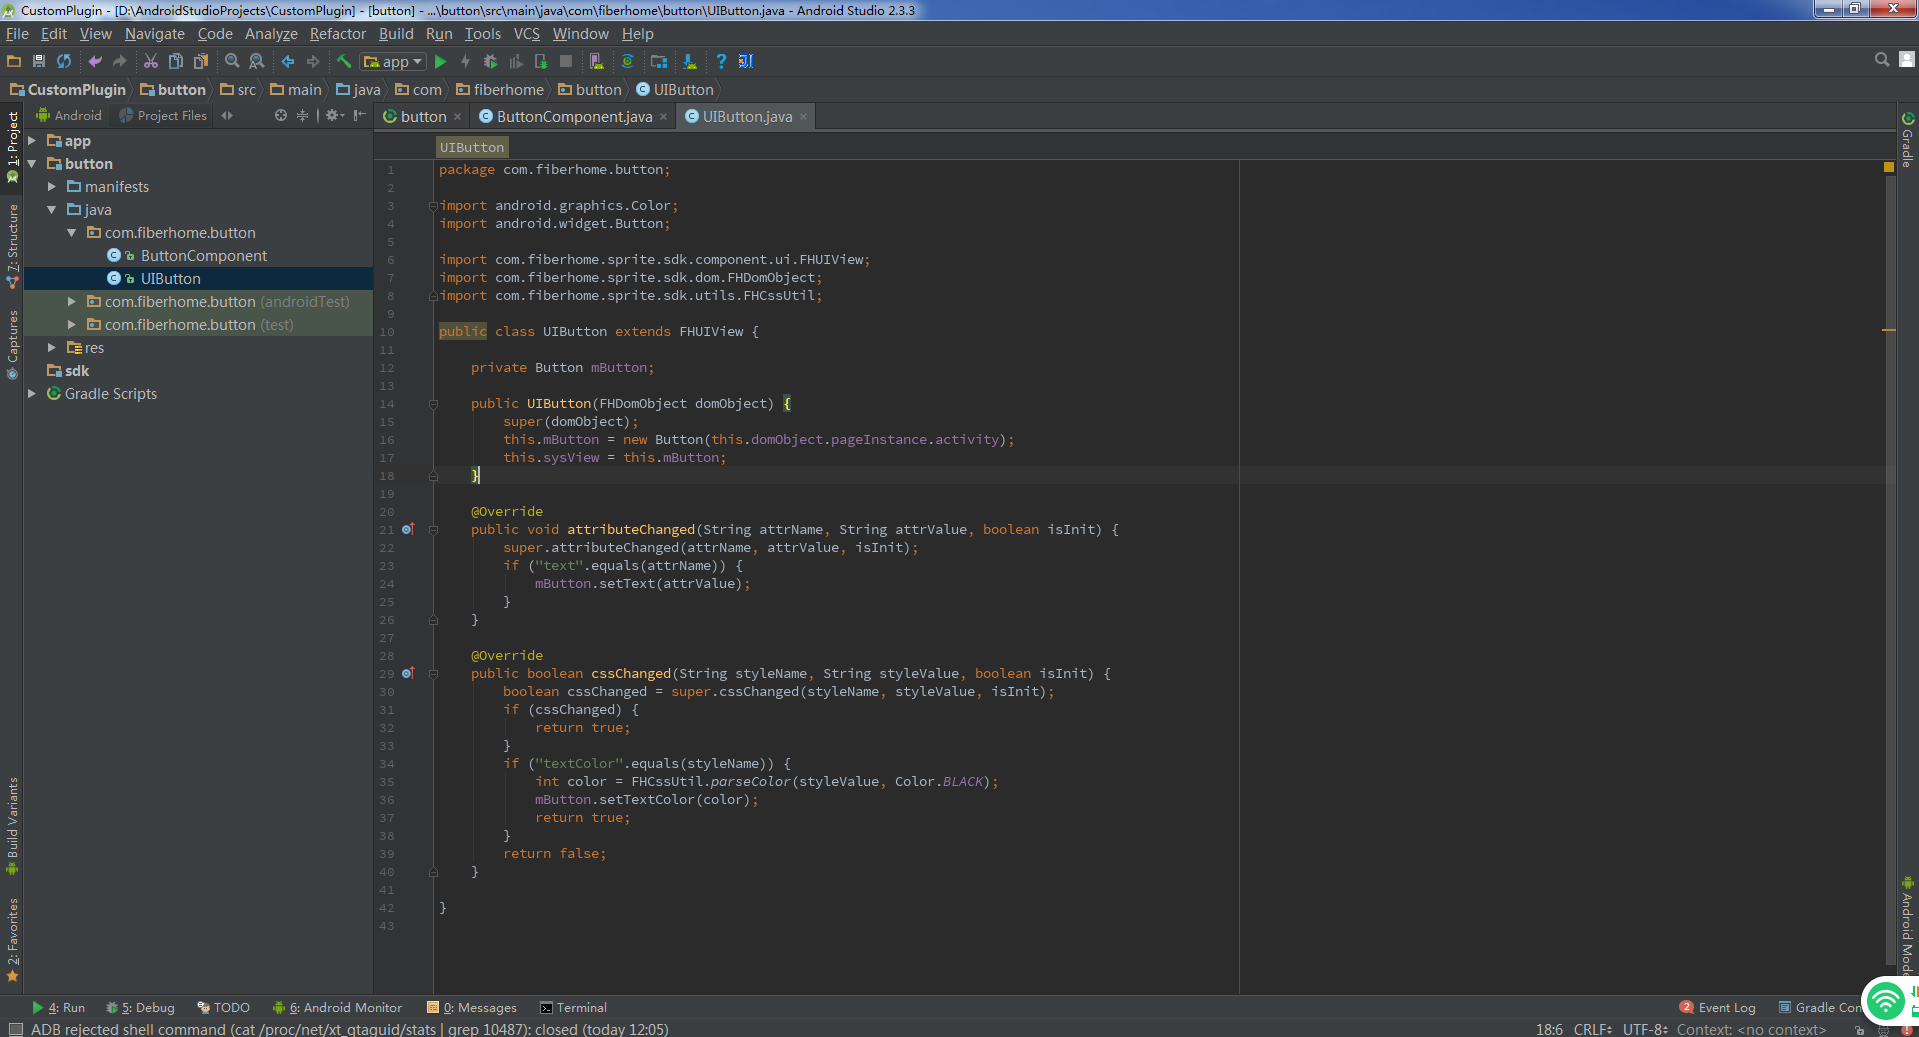 CustomPlugin - [D:\AndroidStudioProjects\CustomPlugin] - [button] - ...\button\src\main\java\com\fiberhome\button\UIButton.java - Android Studio 2.3.3
File Edit View Navigate Code Analyze Refactor Build Run Tools VCS Window Help
app
CustomPlugin button src main java com fiberhome button UIButton
Android Project Files
button ButtonComponent.java UIButton.java
1: Project
7: Structure
Captures
Build Variants
2: Favorites
app
button
manifests
java
com.fiberhome.button
ButtonComponent
UIButton
com.fiberhome.button (androidTest)
com.fiberhome.button (test)
res
sdk
Gradle Scripts
UIButton
1 package com.fiberhome.button;
2
3 import android.graphics.Color;
4 import android.widget.Button;
5
6 import com.fiberhome.sprite.sdk.component.ui.FHUIView;
7 import com.fiberhome.sprite.sdk.dom.FHDomObject;
8 import com.fiberhome.sprite.sdk.utils.FHCssUtil;
9
10 public class UIButton extends FHUIView {
11
12 private Button mButton;
13
14 public UIButton(FHDomObject domObject) {
15 super(domObject);
16 this.mButton = new Button(this.domObject.pageInstance.activity);
17 this.sysView = this.mButton;
18 }
19
20 @Override
21 public void attributeChanged(String attrName, String attrValue, boolean isInit) {
22 super.attributeChanged(attrName, attrValue, isInit);
23 if ("text".equals(attrName)) {
24 mButton.setText(attrValue);
25 }
26 }
27
28 @Override
29 public boolean cssChanged(String styleName, String styleValue, boolean isInit) {
30 boolean cssChanged = super.cssChanged(styleName, styleValue, isInit);
31 if (cssChanged) {
32 return true;
33 }
34 if ("textColor".equals(styleName)) {
35 int color = FHCssUtil.parseColor(styleValue, Color.BLACK);
36 mButton.setTextColor(color);
37 return true;
38 }
39 return false;
40 }
41
42 }
43
Gradle
Android Mode
4: Run 5: Debug TODO 6: Android Monitor 0: Messages Terminal 2 Event Log Gradle Con
ADB rejected shell command (cat /proc/net/xt_qtaguid/stats | grep 10487): closed (today 12:05) 18:6 CRLF UTF-8 Context: <no context>